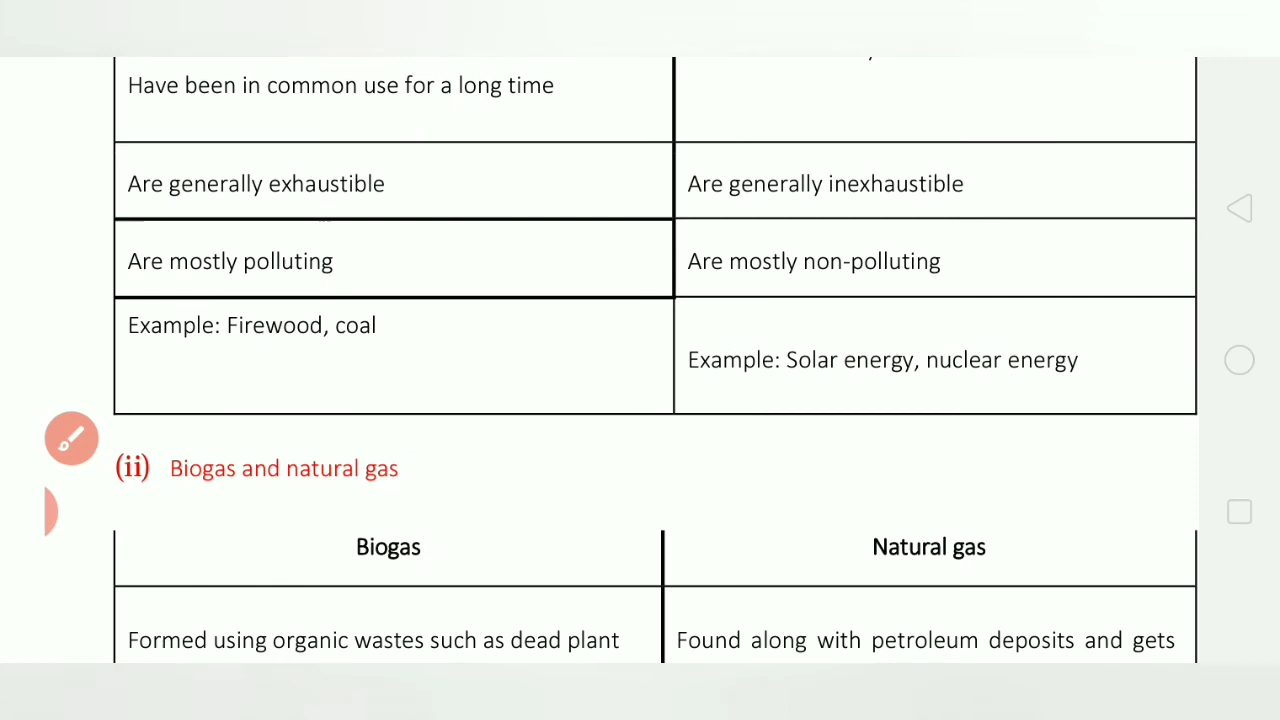 Have been in common use for a long time
Are generally exhaustible
Are generally inexhaustible
Are mostly polluting
Are mostly non-polluting
Example: Firewood, coal
Example: Solar energy, nuclear energy
(ii) Biogas and natural gas
Biogas
Natural gas
Formed using organic wastes such as dead plant
Found along with petroleum deposits and gets